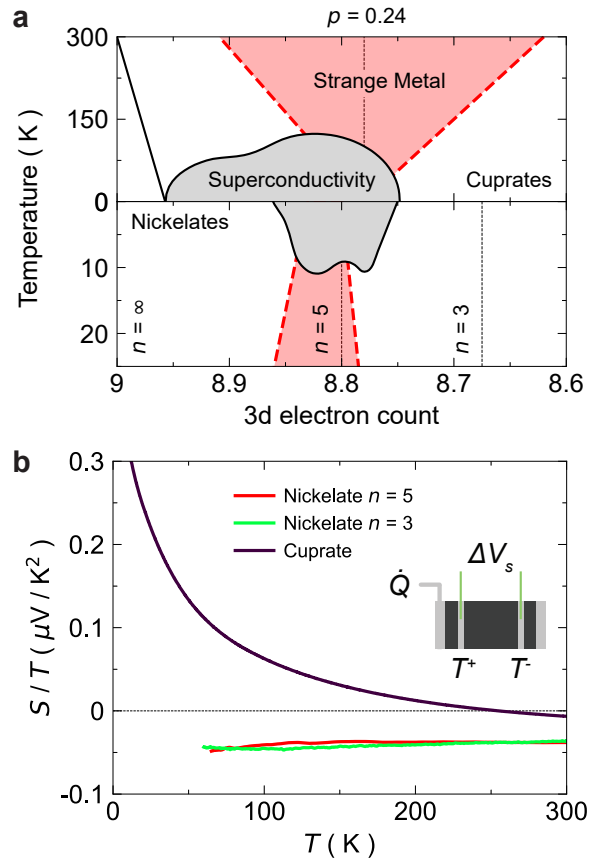 a
p = 0.24
300
Strange Metal
150
Superconductivity
Cuprates
0
0
Nickelates
10
20
n = ∞
n = 5
n = 3
Temperature ( K )
9
8.9
8.8
8.7
8.6
3d electron count
b
0.3
0.2
0.1
0
-0.1
S / T ( μV / K²)
Nickelate n = 5
Nickelate n = 3
Cuprate
ΔVₛ
Q̇
T⁺
T⁻
0
100
200
300
T ( K )